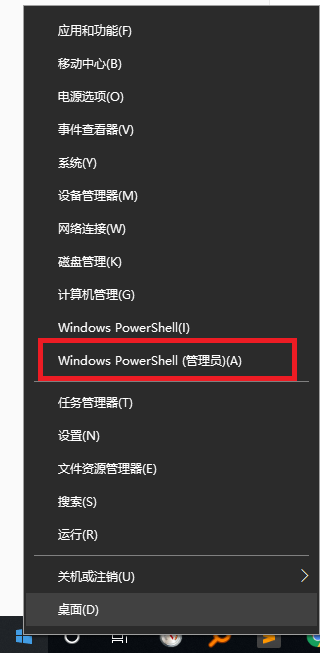 应用和功能(F)
移动中心(B)
电源选项(O)
事件查看器(V)
系统(Y)
设备管理器(M)
网络连接(W)
磁盘管理(K)
计算机管理(G)
Windows PowerShell(I)
Windows PowerShell (管理员)(A)
任务管理器(T)
设置(N)
文件资源管理器(E)
搜索(S)
运行(R)
关机或注销(U)
桌面(D)